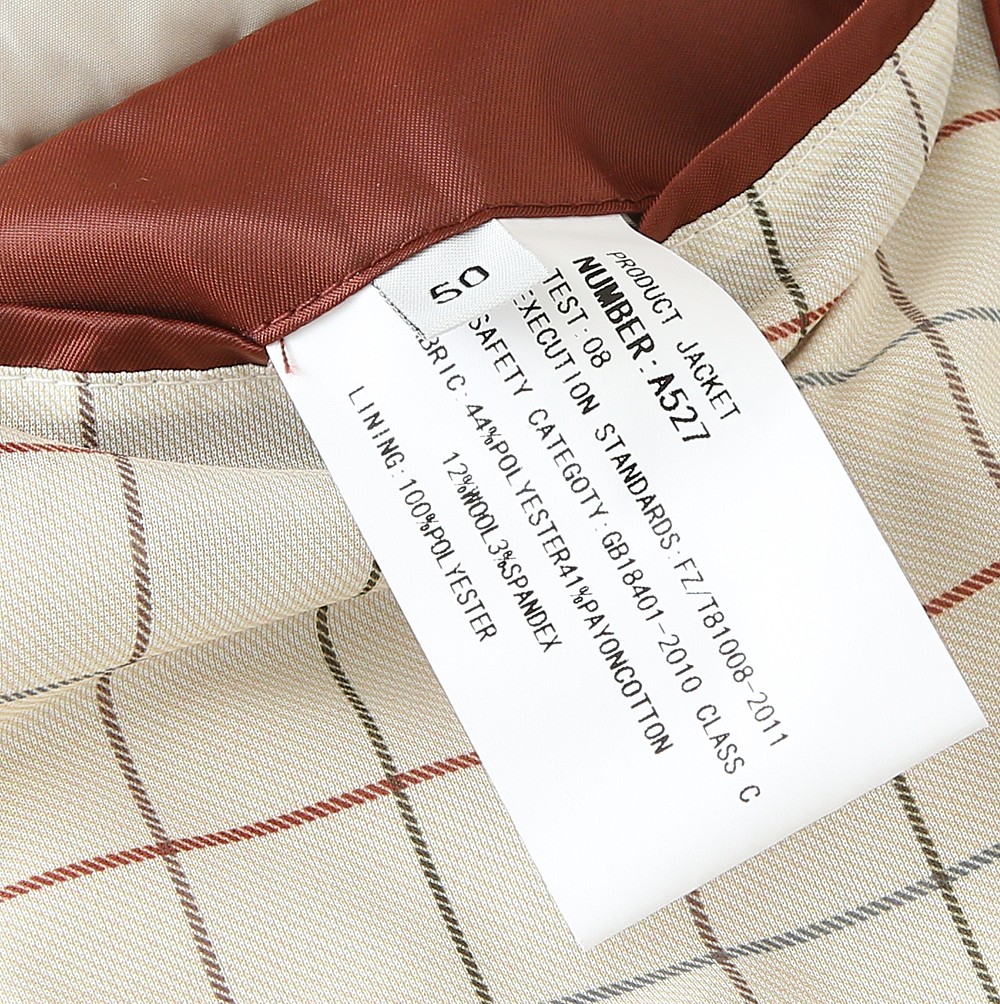 50
PRODUCT JACKET
NUMBER: A527
TEST: 08
EXECUTION STANDARDS: FZ/T81008-2011
SAFETY CATEGOTY: GB18401-2010 CLASS C
BRIC: 44%POLYESTER41%PAYONCOTTON
12%WOOL3%SPANDEX
LINING: 100%POLYESTER